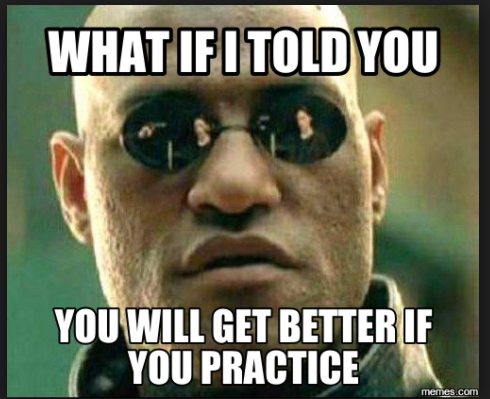 WHAT IF I TOLD YOU
YOU WILL GET BETTER IF
YOU PRACTICE
memes.com